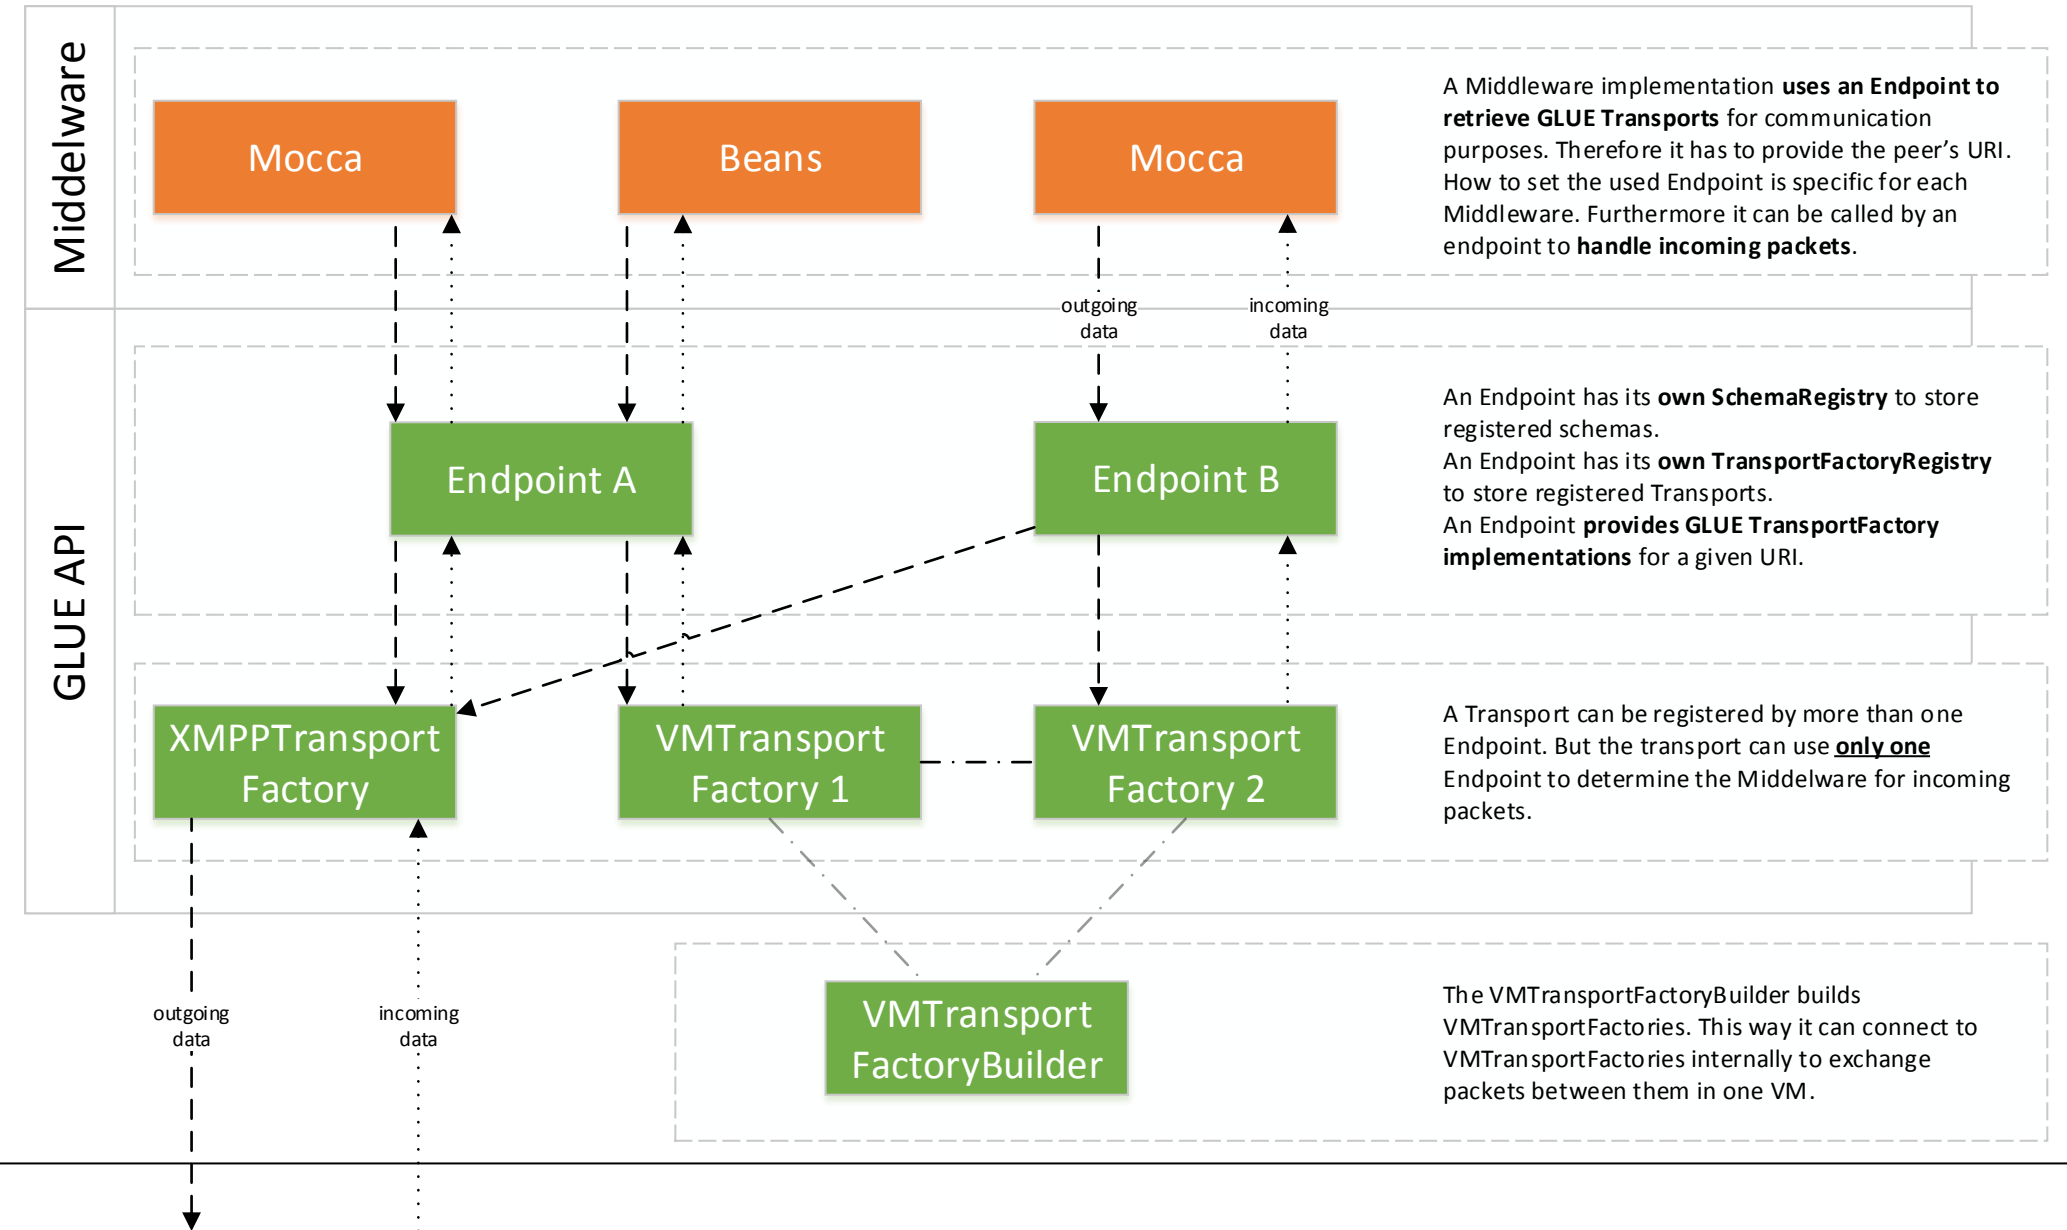 Middelware
Mocca
Beans
Mocca
A Middleware implementation uses an Endpoint to
retrieve GLUE Transports for communication
purposes. Therefore it has to provide the peer’s URI.
How to set the used Endpoint is specific for each
Middleware. Furthermore it can be called by an
endpoint to handle incoming packets.
outgoing
data
incoming
data
GLUE API
Endpoint A
Endpoint B
An Endpoint has its own SchemaRegistry to store
registered schemas.
An Endpoint has its own TransportFactoryRegistry
to store registered Transports.
An Endpoint provides GLUE TransportFactory
implementations for a given URI.
XMPPTransport
Factory
VMTransport
Factory 1
VMTransport
Factory 2
A Transport can be registered by more than one
Endpoint. But the transport can use only one
Endpoint to determine the Middelware for incoming
packets.
outgoing
data
incoming
data
VMTransport
FactoryBuilder
The VMTransportFactoryBuilder builds
VMTransportFactories. This way it can connect to
VMTransportFactories internally to exchange
packets between them in one VM.